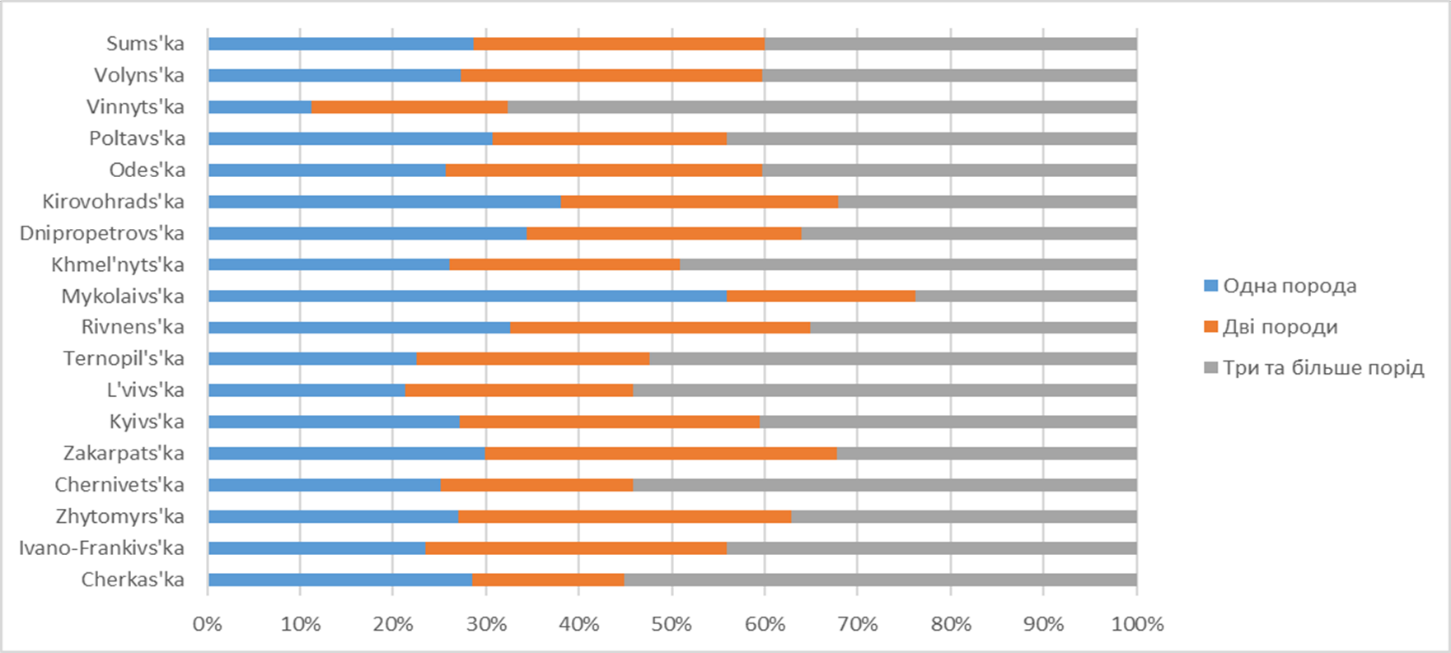 Sums'ka
Volyns'ka
Vinnyts'ka
Poltavs'ka
Odes'ka
Kirovohrads'ka
Dnipropetrovs'ka
Khmel'nyts'ka
Mykolaivs'ka
Rivnens'ka
Ternopil's'ka
L'vivs'ka
Kyivs'ka
Zakarpats'ka
Chernivets'ka
Zhytomyrs'ka
Ivano-Frankivs'ka
Cherkas'ka
0% 10% 20% 30% 40% 50% 60% 70% 80% 90% 100%
Одна порода
Дві породи
Три та більше порід